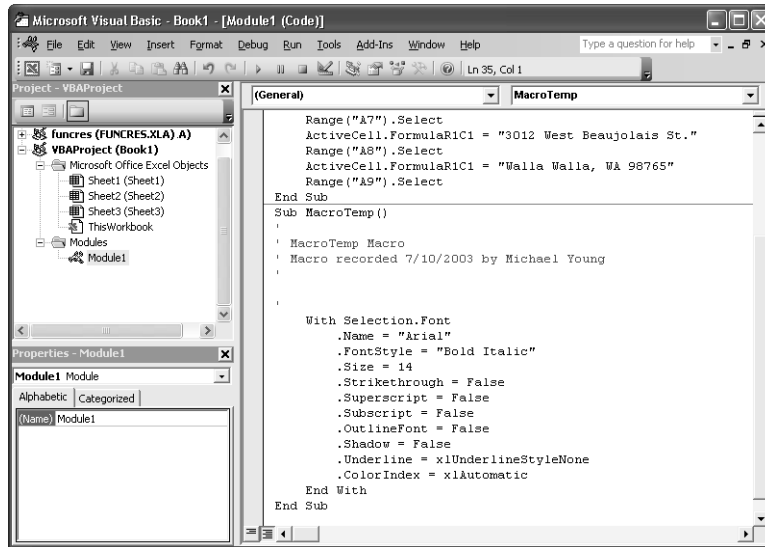 Microsoft Visual Basic - Book1 - [Module1 (Code)]
File Edit View Insert Format Debug Run Tools Add-Ins Window Help
Type a question for help
Ln 35, Col 1
Project - VBAProject
funcres (FUNCRES.XLA).A)
VBAProject (Book1)
Microsoft Office Excel Objects
Sheet1 (Sheet1)
Sheet2 (Sheet2)
Sheet3 (Sheet3)
ThisWorkbook
Modules
Module1
Properties - Module1
Module1 Module
Alphabetic Categorized
(Name) Module1
(General) MacroTemp
Range("A7").Select
ActiveCell.FormulaR1C1 = "3012 West Beaujolais St."
Range("A8").Select
ActiveCell.FormulaR1C1 = "Walla Walla, WA 98765"
Range("A9").Select
End Sub
Sub MacroTemp()
'
' MacroTemp Macro
' Macro recorded 7/10/2003 by Michael Young
'
'
With Selection.Font
.Name = "Arial"
.FontStyle = "Bold Italic"
.Size = 14
.Strikethrough = False
.Superscript = False
.Subscript = False
.OutlineFont = False
.Shadow = False
.Underline = xlUnderlineStyleNone
.ColorIndex = xlAutomatic
End With
End Sub